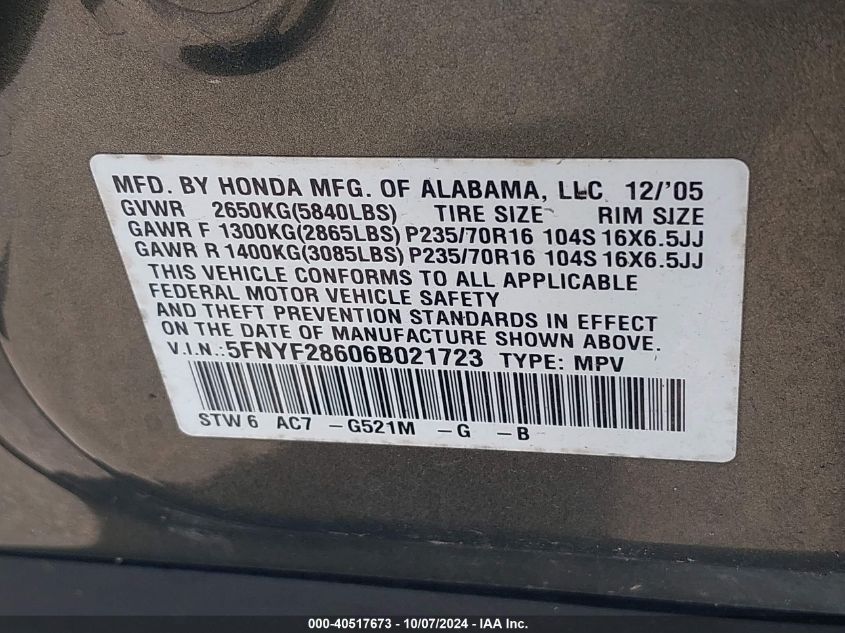 MFD. BY HONDA MFG. OF ALABAMA, LLC 12/'05
GVWR 2650KG(5840LBS) TIRE SIZE RIM SIZE
GAWR F 1300KG(2865LBS) P235/70R16 104S 16X6.5JJ
GAWR R 1400KG(3085LBS) P235/70R16 104S 16X6.5JJ
THIS VEHICLE CONFORMS TO ALL APPLICABLE
FEDERAL MOTOR VEHICLE SAFETY
AND THEFT PREVENTION STANDARDS IN EFFECT
ON THE DATE OF MANUFACTURE SHOWN ABOVE.
V.I.N.:5FNYF28606B021723 TYPE: MPV
STW 6 AC7 -G521M -G -B
000-40517673 - 10/07/2024 - IAA Inc.